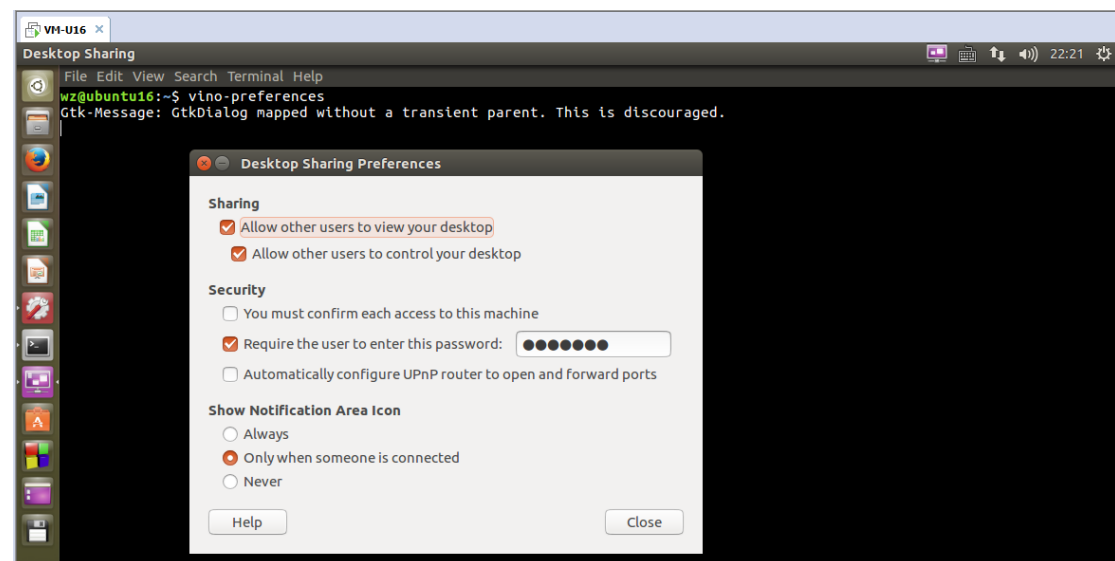 VM-U16 ×
Desktop Sharing 22:21
File Edit View Search Terminal Help
wz@ubuntu16:~$ vino-preferences
Gtk-Message: GtkDialog mapped without a transient parent. This is discouraged.
Desktop Sharing Preferences
Sharing
Allow other users to view your desktop
Allow other users to control your desktop
Security
You must confirm each access to this machine
Require the user to enter this password: ●●●●●●●
Automatically configure UPnP router to open and forward ports
Show Notification Area Icon
Always
Only when someone is connected
Never
Help Close